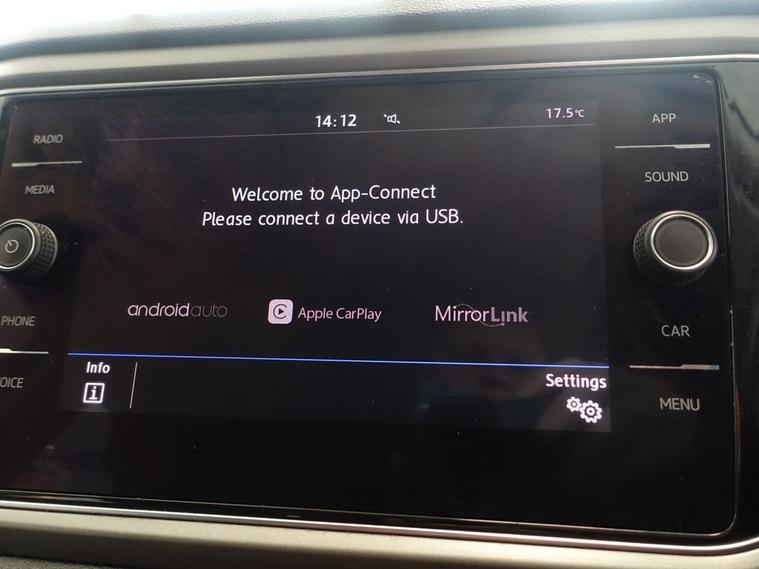 14:12
17.5°C
RADIO
MEDIA
PHONE
OICE
Welcome to App-Connect
Please connect a device via USB.
androidauto
Apple CarPlay
MirrorLink
Info
Settings
APP
SOUND
CAR
MENU